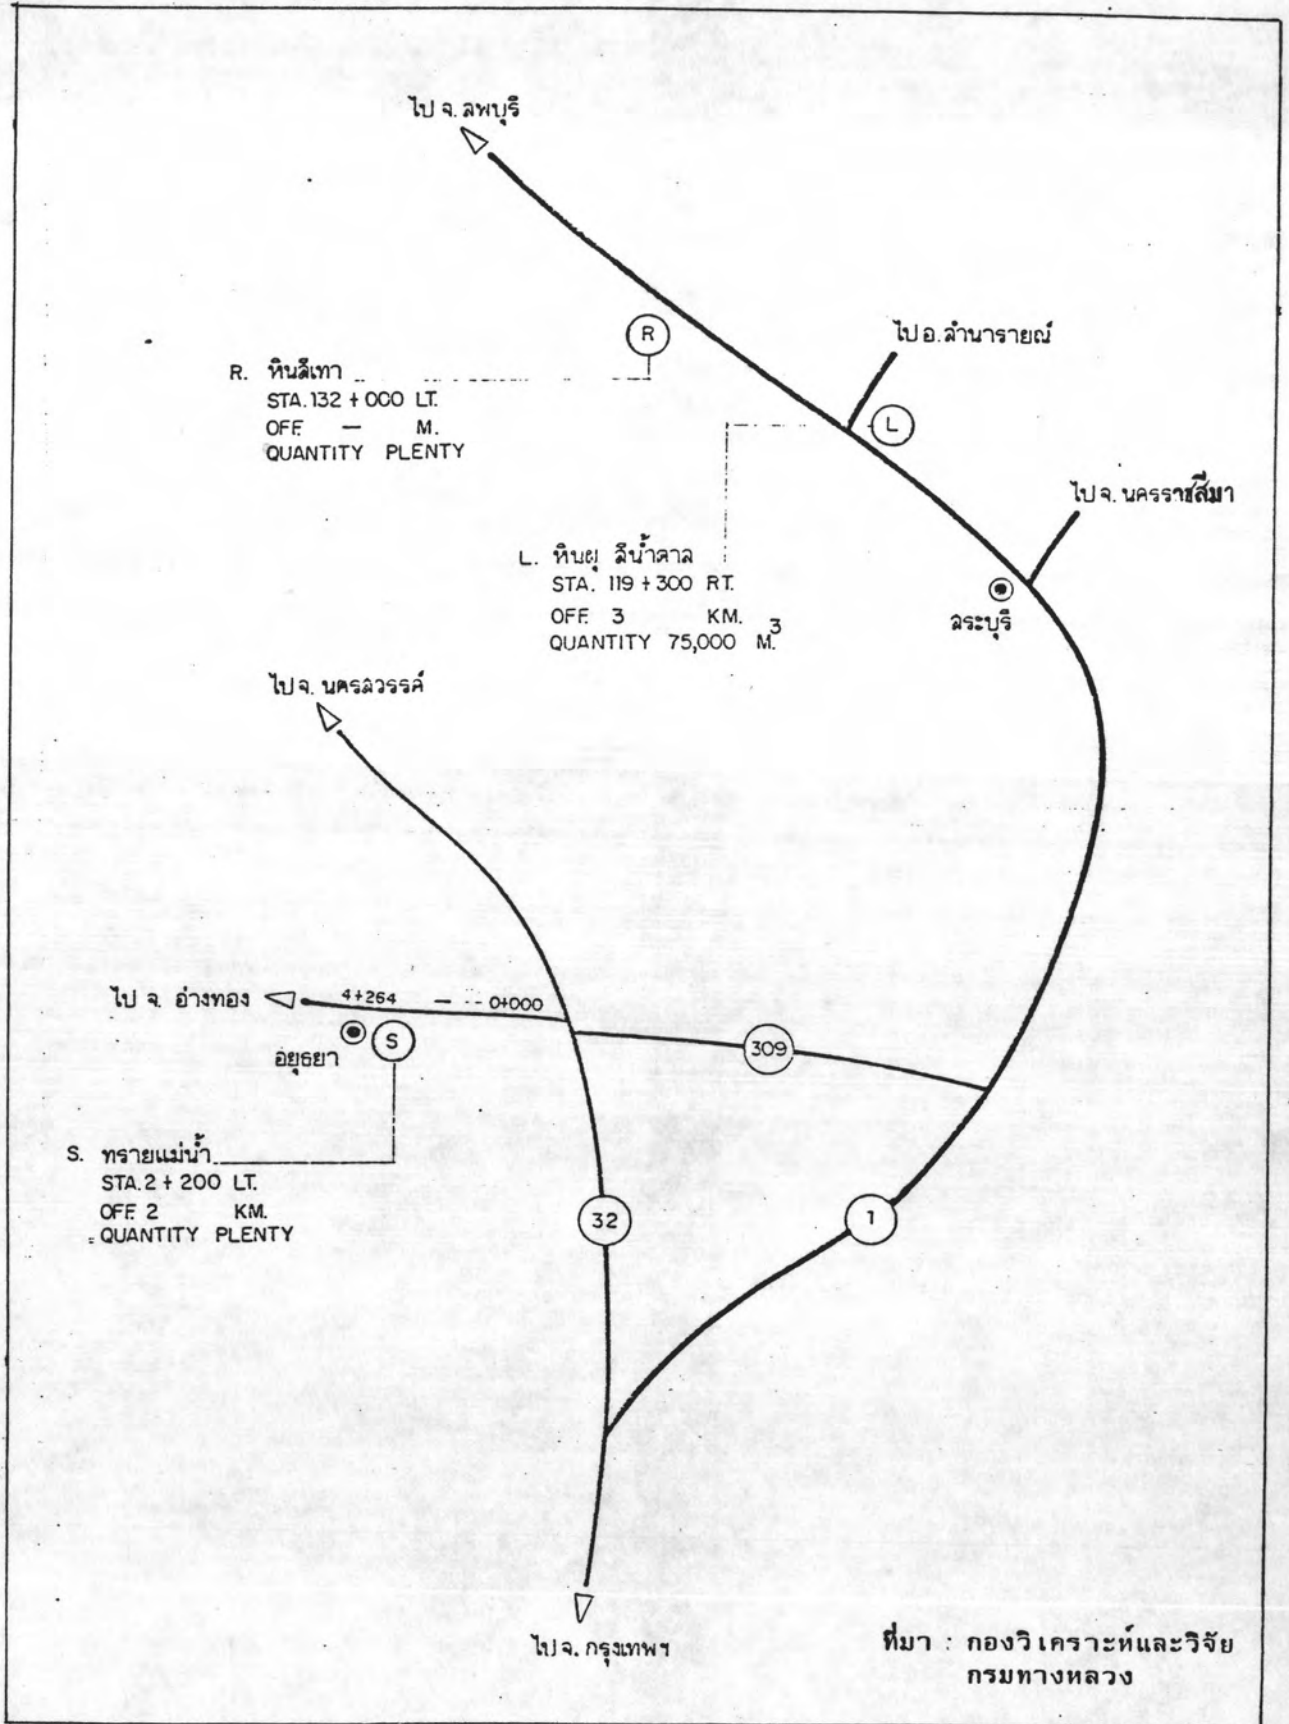 ไป จ. ลพบุรี
R
ไป อ. ลำนารายณ์
R. หินสีเทา
STA. 132 + 000 LT.
OFF. — M.
QUANTITY PLENTY
L
ไป จ. นครราชสีมา
L. หินผุ สีน้ำตาล
STA. 119 + 300 RT.
OFF. 3 KM.
QUANTITY 75,000 M.3
สระบุรี
ไป จ. นครสวรรค์
ไป จ. อ่างทอง
4+264 — -- 0+000
อยุธยา
S
309
S. ทรายแม่น้ำ
STA. 2 + 200 LT.
OFF. 2 KM.
QUANTITY PLENTY
32
1
ไป จ. กรุงเทพฯ
ที่มา : กองวิเคราะห์และวิจัย
กรมทางหลวง